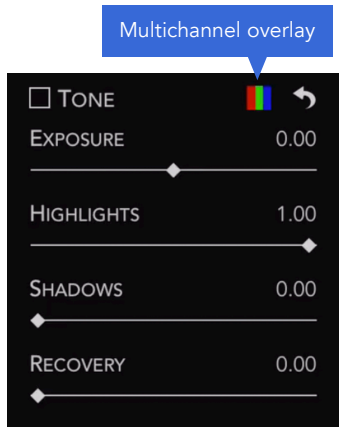 Multichannel overlay
TONE
EXPOSURE 0.00
HIGHLIGHTS 1.00
SHADOWS 0.00
RECOVERY 0.00